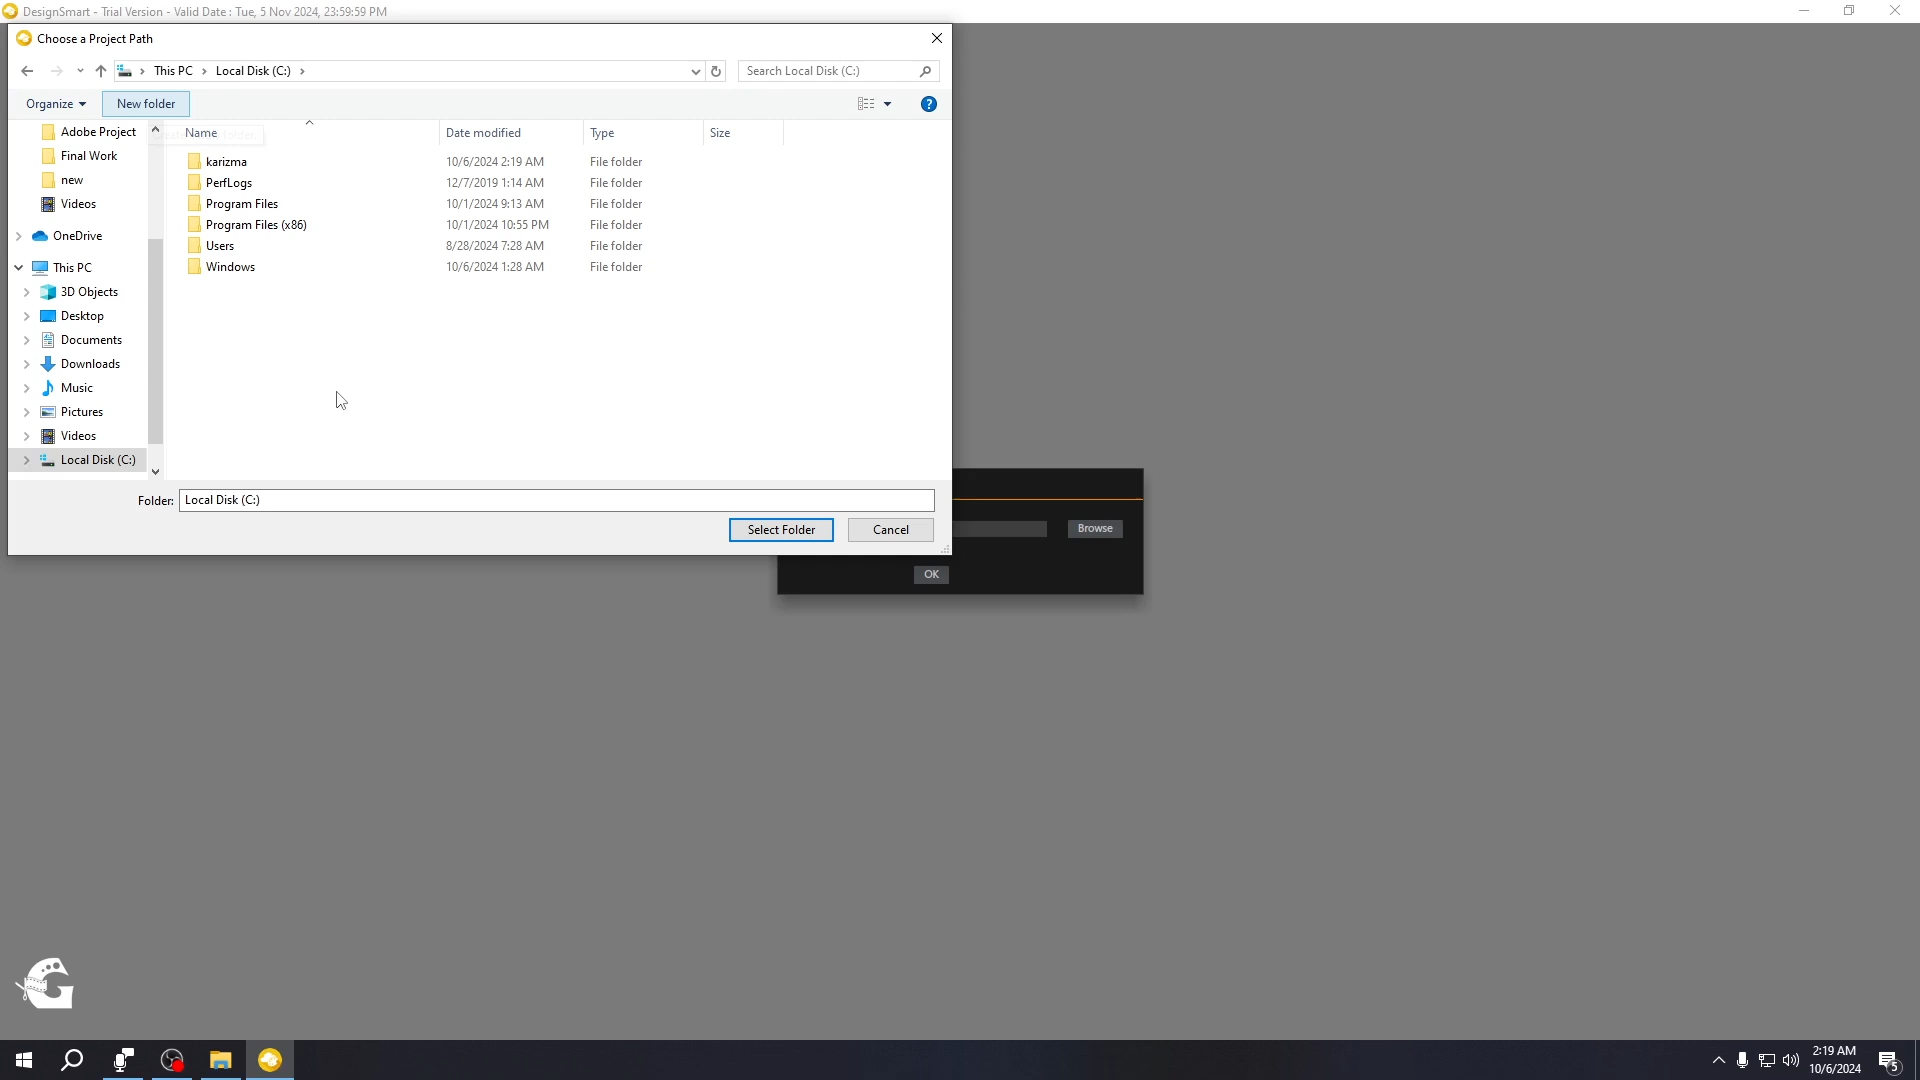 DesignSmart - Trial Version - Valid Date : Tue, 5 Nov 2024, 23:59:59 PM
Choose a Project Path
This PC > Local Disk (C:) >
Search Local Disk (C:)
Organize
New folder
?
Name
Date modified
Type
Size
karizma 10/6/2024 2:19 AM File folder
PerfLogs 12/7/2019 1:14 AM File folder
Program Files 10/1/2024 9:13 AM File folder
Program Files (x86) 10/1/2024 10:55 PM File folder
Users 8/28/2024 7:28 AM File folder
Windows 10/6/2024 1:28 AM File folder
Adobe Project
Final Work
new
Videos
OneDrive
This PC
3D Objects
Desktop
Documents
Downloads
Music
Pictures
Videos
Local Disk (C:)
Folder: Local Disk (C:)
Select Folder
Cancel
Browse
OK
G
2:19 AM
10/6/2024
5